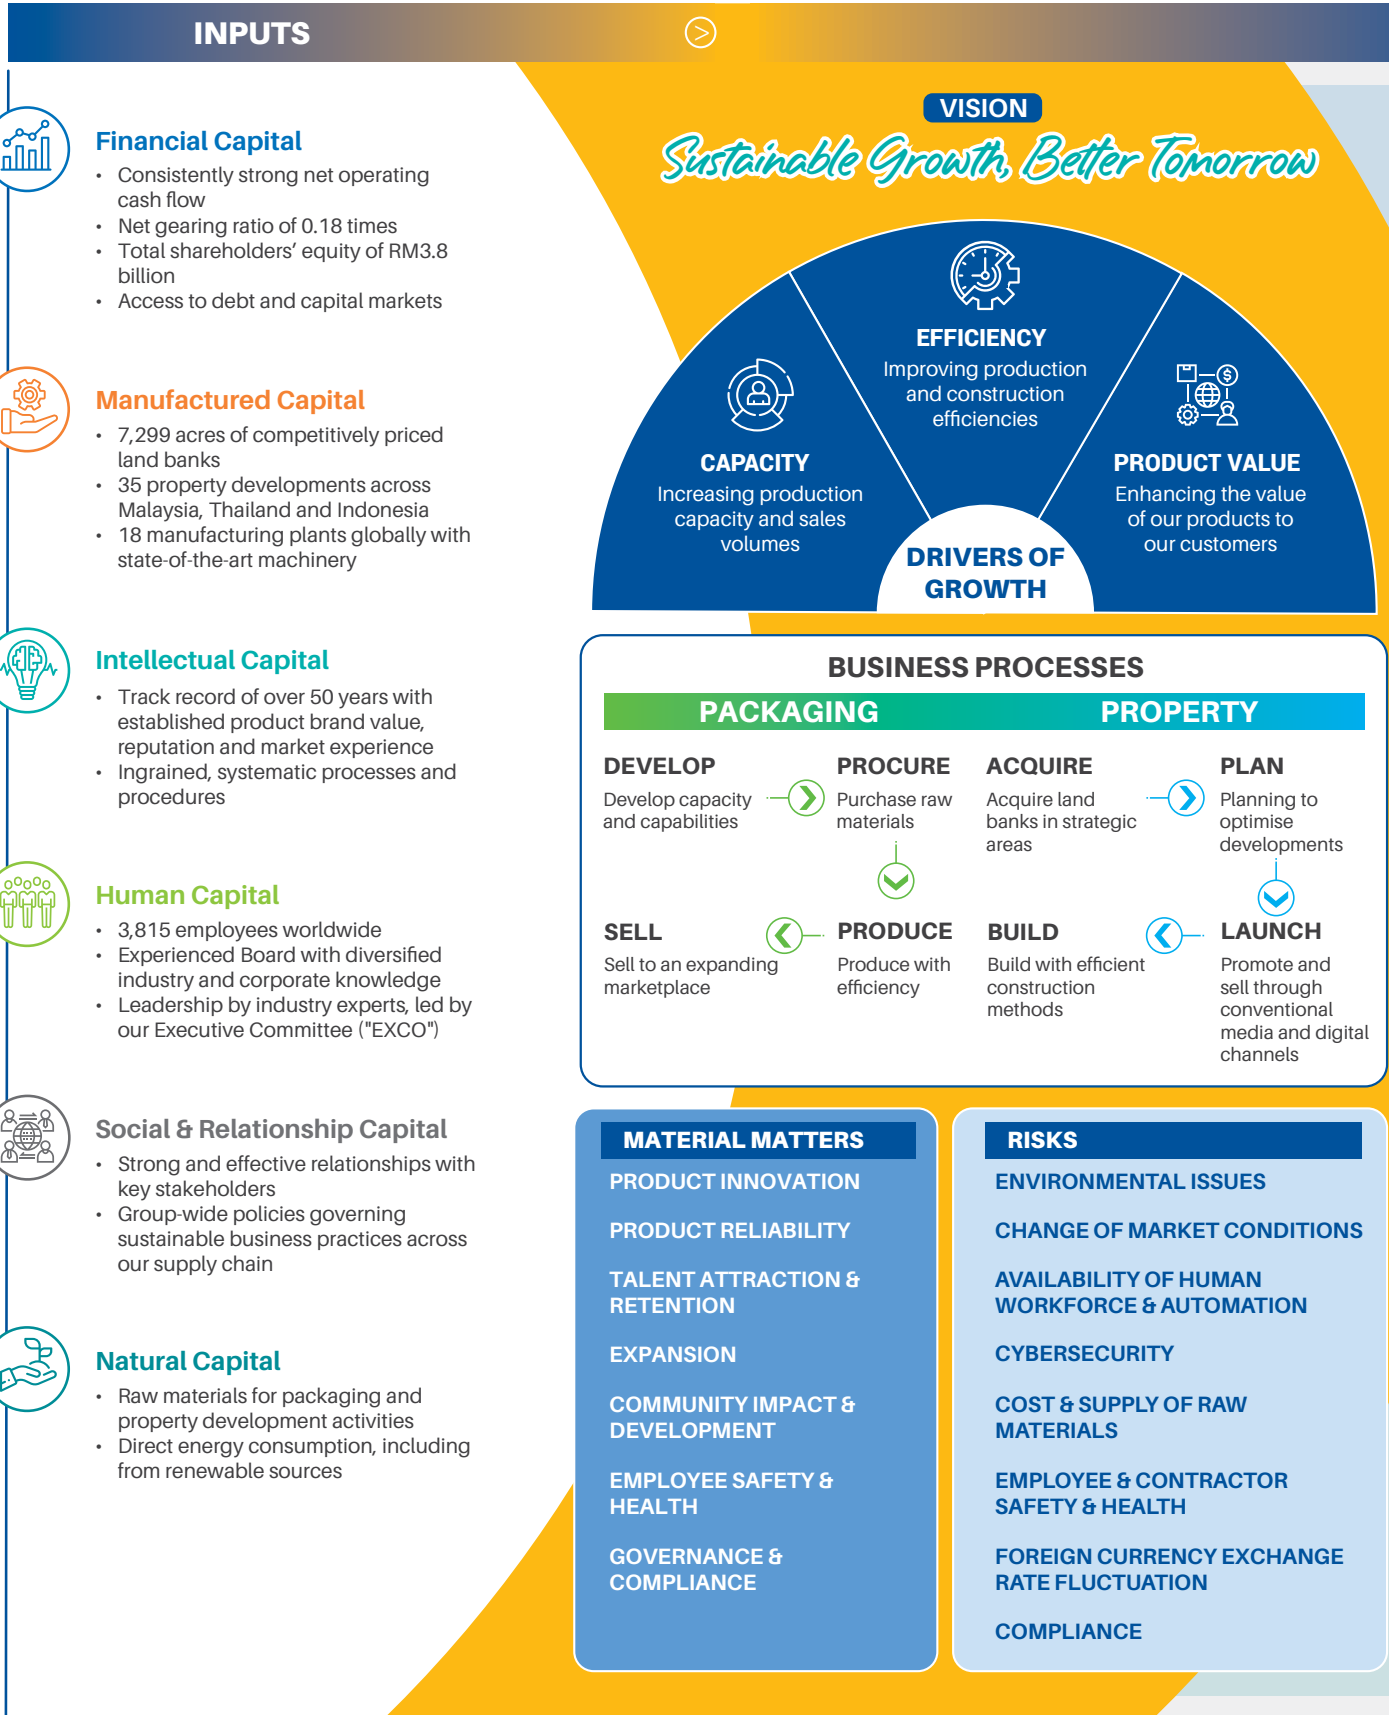 INPUTS
Financial Capital
• Consistently strong net operating
cash flow
• Net gearing ratio of 0.18 times
• Total shareholders’ equity of RM3.8
billion
• Access to debt and capital markets
Manufactured Capital
• 7,299 acres of competitively priced
land banks
• 35 property developments across
Malaysia, Thailand and Indonesia
• 18 manufacturing plants globally with
state-of-the-art machinery
Intellectual Capital
• Track record of over 50 years with
established product brand value,
reputation and market experience
• Ingrained, systematic processes and
procedures
Human Capital
• 3,815 employees worldwide
• Experienced Board with diversified
industry and corporate knowledge
• Leadership by industry experts, led by
our Executive Committee ("EXCO")
Social & Relationship Capital
• Strong and effective relationships with
key stakeholders
• Group-wide policies governing
sustainable business practices across
our supply chain
Natural Capital
• Raw materials for packaging and
property development activities
• Direct energy consumption, including
from renewable sources
VISION
Sustainable Growth, Better Tomorrow
CAPACITY
Increasing production
capacity and sales
volumes
EFFICIENCY
Improving production
and construction
efficiencies
PRODUCT VALUE
Enhancing the value
of our products to
our customers
DRIVERS OF
GROWTH
BUSINESS PROCESSES
PACKAGING
DEVELOP
Develop capacity
and capabilities
PROCURE
Purchase raw
materials
SELL
Sell to an expanding
marketplace
PRODUCE
Produce with
efficiency
PROPERTY
ACQUIRE
Acquire land
banks in strategic
areas
PLAN
Planning to
optimise
developments
BUILD
Build with efficient
construction
methods
LAUNCH
Promote and
sell through
conventional
media and digital
channels
MATERIAL MATTERS
PRODUCT INNOVATION
PRODUCT RELIABILITY
TALENT ATTRACTION &
RETENTION
EXPANSION
COMMUNITY IMPACT &
DEVELOPMENT
EMPLOYEE SAFETY &
HEALTH
GOVERNANCE &
COMPLIANCE
RISKS
ENVIRONMENTAL ISSUES
CHANGE OF MARKET CONDITIONS
AVAILABILITY OF HUMAN
WORKFORCE & AUTOMATION
CYBERSECURITY
COST & SUPPLY OF RAW
MATERIALS
EMPLOYEE & CONTRACTOR
SAFETY & HEALTH
FOREIGN CURRENCY EXCHANGE
RATE FLUCTUATION
COMPLIANCE